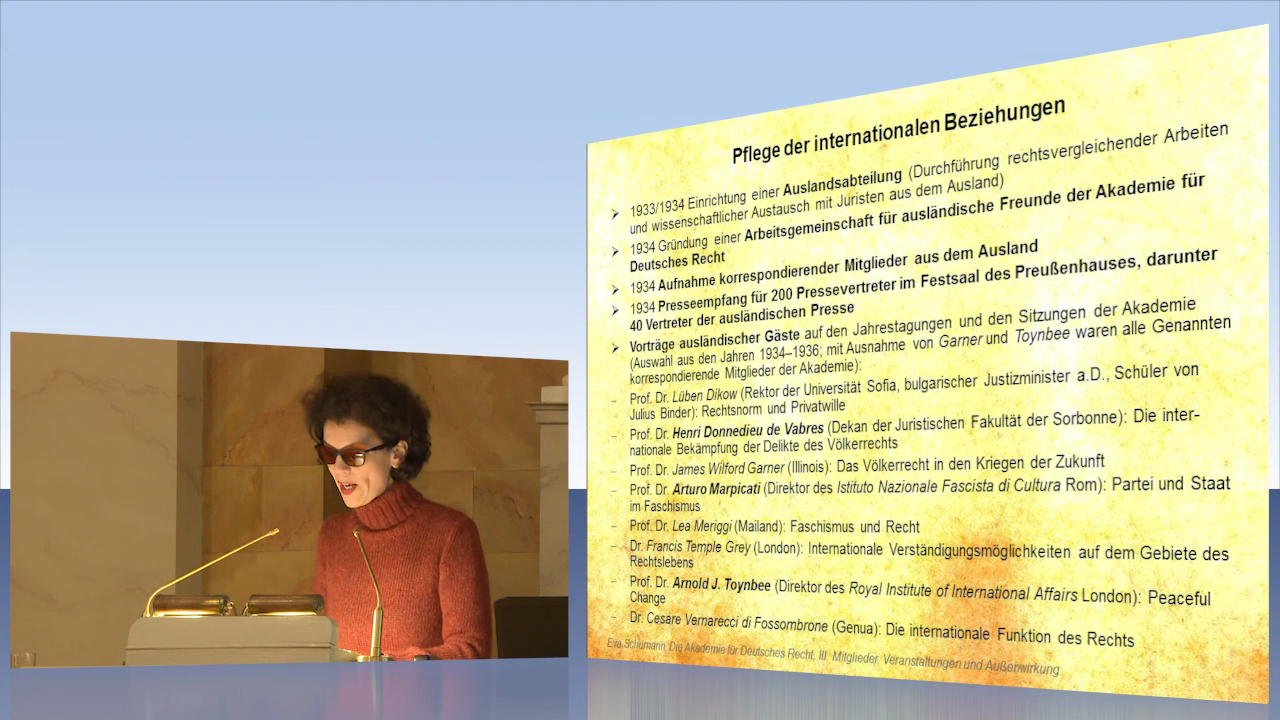 Pflege der internationalen Beziehungen
➢ 1933/1934 Einrichtung einer Auslandsabteilung (Durchführung rechtsvergleichender Arbeiten
und wissenschaftlicher Austausch mit Juristen aus dem Ausland)
➢ 1934 Gründung einer Arbeitsgemeinschaft für ausländische Freunde der Akademie für
Deutsches Recht
➢ 1934 Aufnahme korrespondierender Mitglieder aus dem Ausland
➢ 1934 Presseempfang für 200 Pressevertreter im Festsaal des Preußenhauses, darunter
40 Vertreter der ausländischen Presse
➢ Vorträge ausländischer Gäste auf den Jahrestagungen und den Sitzungen der Akademie
(Auswahl aus den Jahren 1934–1936; mit Ausnahme von Garner und Toynbee waren alle Genannten
korrespondierende Mitglieder der Akademie):
– Prof. Dr. Lüben Dikow (Rektor der Universität Sofia, bulgarischer Justizminister a.D., Schüler von
Julius Binder): Rechtsnorm und Privatwille
– Prof. Dr. Henri Donnedieu de Vabres (Dekan der Juristischen Fakultät der Sorbonne): Die inter-
nationale Bekämpfung der Delikte des Völkerrechts
– Prof. Dr. James Wilford Garner (Illinois): Das Völkerrecht in den Kriegen der Zukunft
– Prof. Dr. Arturo Marpicati (Direktor des Istituto Nazionale Fascista di Cultura Rom): Partei und Staat
im Faschismus
– Prof. Dr. Lea Meriggi (Mailand): Faschismus und Recht
– Dr. Francis Temple Grey (London): Internationale Verständigungsmöglichkeiten auf dem Gebiete des
Rechtslebens
– Prof. Dr. Arnold J. Toynbee (Direktor des Royal Institute of International Affairs London): Peaceful
Change
– Dr. Cesare Vernarecci di Fossombrone (Genua): Die internationale Funktion des Rechts
Eva Schumann, Die Akademie für Deutsches Recht, III. Mitglieder, Veranstaltungen und Außenwirkung